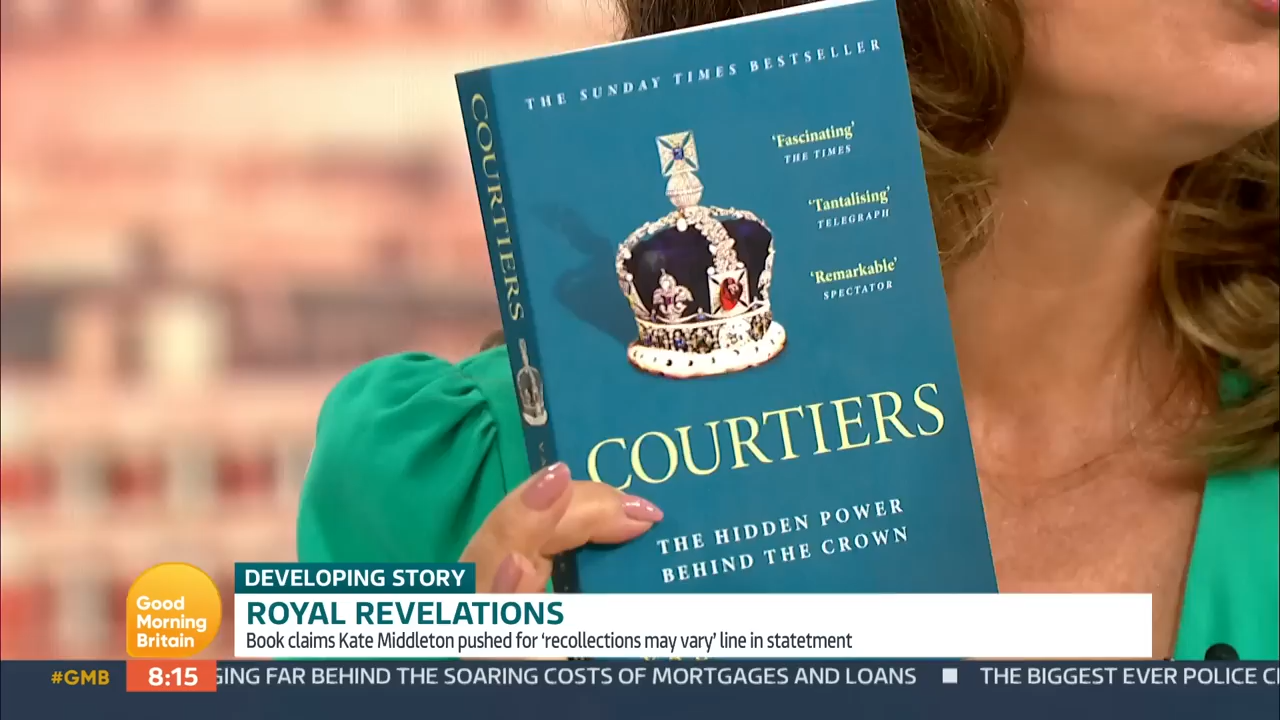 THE SUNDAY TIMES BESTSELLER
COURTIERS
'Fascinating'
THE TIMES
'Tantalising'
TELEGRAPH
'Remarkable'
SPECTATOR
COURTIERS
THE HIDDEN POWER
BEHIND THE CROWN
DEVELOPING STORY
ROYAL REVELATIONS
Book claims Kate Middleton pushed for 'recollections may vary' line in statetment
Good
Morning
Britain
#GMB
8:15
GING FAR BEHIND THE SOARING COSTS OF MORTGAGES AND LOANS ■ THE BIGGEST EVER POLICE